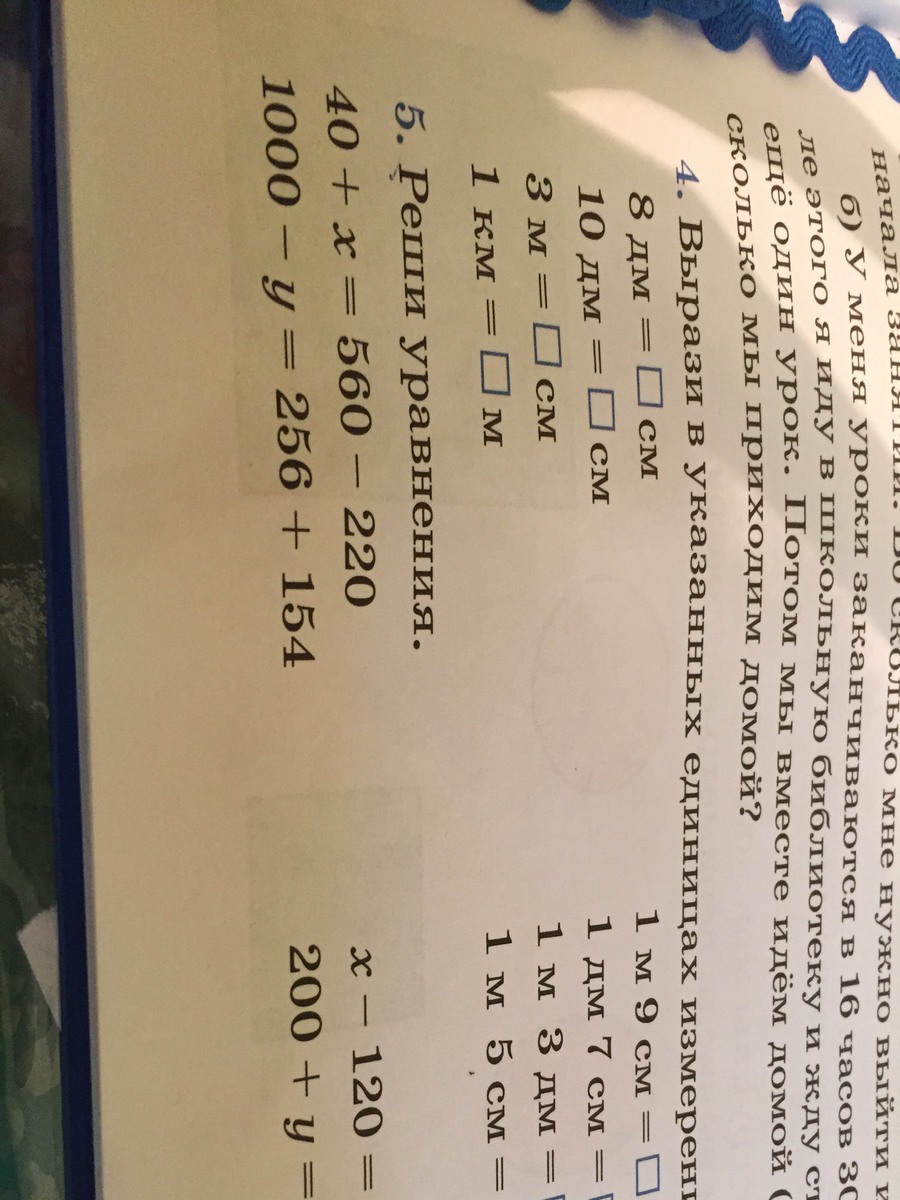 начала занятий. Во сколько мне нужно выйти и
б) У меня уроки заканчиваются в 16 часов
ле этого я иду в школьную библиотеку и жду
ещё один урок. Потом мы вместе идём домой (
сколько мы приходим домой?
4. Вырази в указанных единицах
8 дм = □ см 1 м 9 см = □
10 дм = □ см 1 дм 7 см = □
3 м = □ см 1 м 3 дм = □
1 км = □ м 1 м 5 см =
5. Реши уравнения.
40 + x = 560 − 220 x − 120 =
1000 − y = 256 + 154 200 + y =